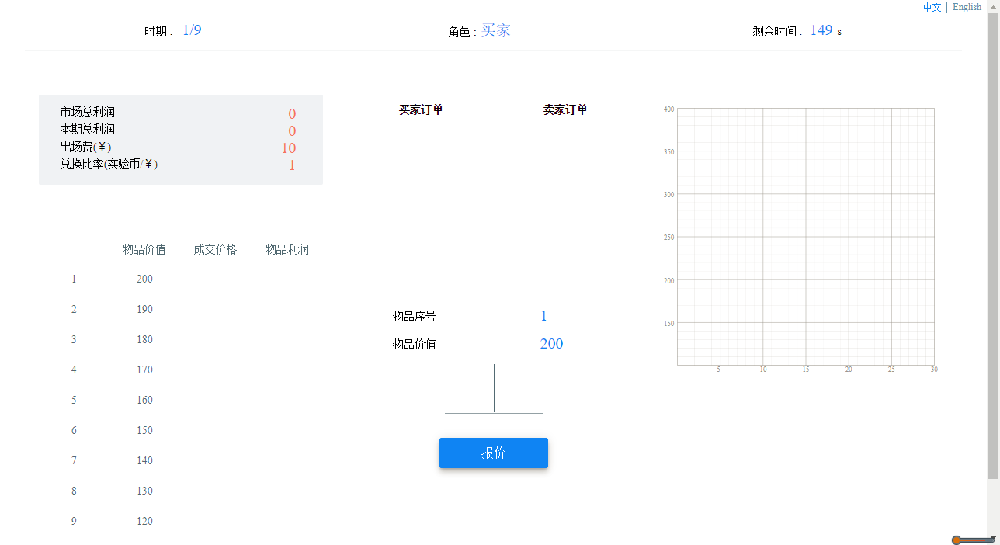 中文 | English
时期： 1/9 角色 : 买家 剩余时间 : 149 s
市场总利润 0
本期总利润 0
出场费(￥) 10
兑换比率(实验币/￥) 1
买家订单 卖家订单
物品价值 成交价格 物品利润
1 200
2 190
3 180
4 170
5 160
6 150
7 140
8 130
9 120
物品序号 1
物品价值 200
报价
400
350
300
250
200
150
5 10 15 20 25 30